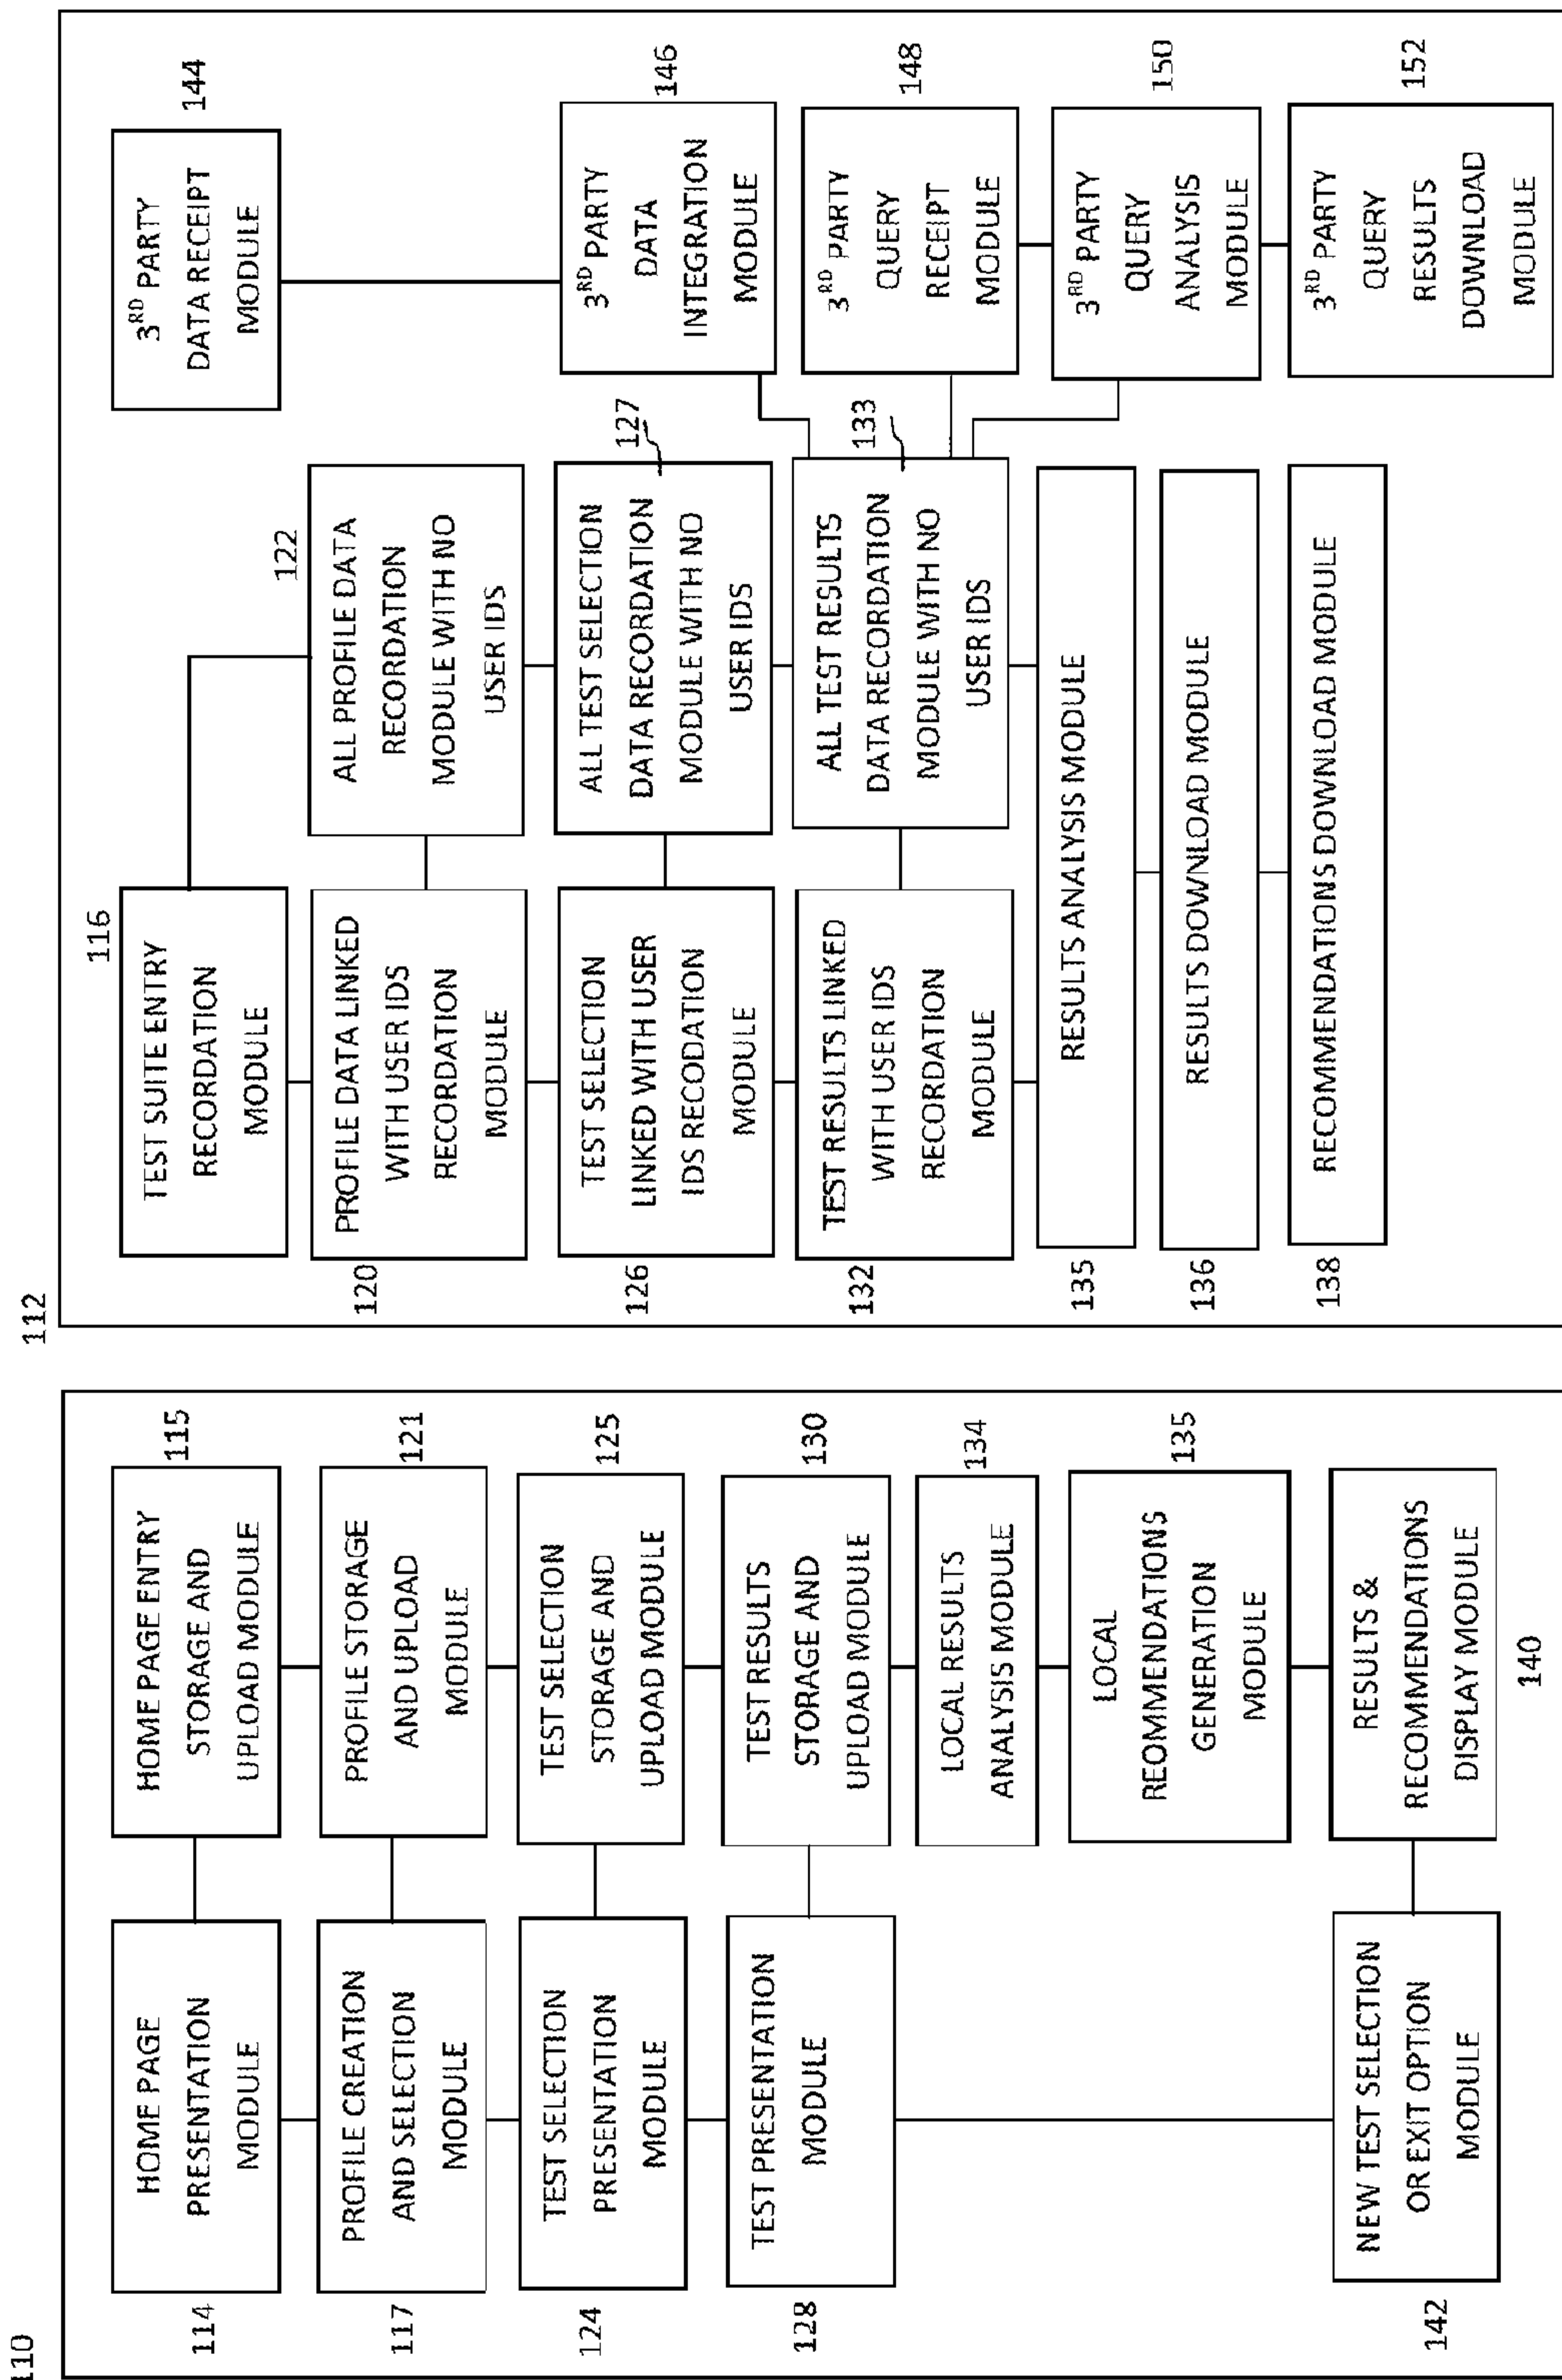 110
HOME PAGE
PRESENTATION
MODULE
114
HOME PAGE ENTRY
STORAGE AND
UPLOAD MODULE
115
PROFILE CREATION
AND SELECTION
MODULE
117
PROFILE STORAGE
AND UPLOAD
MODULE
121
TEST SELECTION
PRESENTATION
MODULE
124
TEST SELECTION
STORAGE AND
UPLOAD MODULE
125
TEST PRESENTATION
MODULE
128
TEST RESULTS
STORAGE AND
UPLOAD MODULE
130
LOCAL RESULTS
ANALYSIS MODULE
134
LOCAL
REOMMENDATIONS
GENERATION
MODULE
135
NEW TEST SELECTION
OR EXIT OPTION
MODULE
142
RESULTS &
RECOMMENDATIONS
DISPLAY MODULE
140
112
116
TEST SUITE ENTRY
RECORDATION
MODULE
3RD PARTY
DATA RECEIPT
MODULE
144
PROFILE DATA LINKED
WITH USER IDS
RECORDATION
MODULE
120
122
ALL PROFILE DATA
RECORDATION
MODULE WITH NO
USER IDS
TEST SELECTION
LINKED WITH USER
IDS RECODATION
MODULE
126
ALL TEST SELECTION
DATA RECORDATION
MODULE WITH NO
USER IDS
127
3RD PARTY
DATA
INTEGRATION
MODULE
146
TEST RESULTS LINKED
WITH USER IDS
RECORDATION
MODULE
132
ALL TEST RESULTS
DATA RECORDATION
MODULE WITH NO
USER IDS
133
3RD PARTY
QUERY
RECEIPT
MODULE
148
RESULTS ANALYSIS MODULE
135
3RD PARTY
QUERY
ANALYSIS
MODULE
150
RESULTS DOWNLOAD MODULE
136
RECOMMENDATIONS DOWNLOAD MODULE
138
3RD PARTY
QUERY
RESULTS
DOWNLOAD
MODULE
152